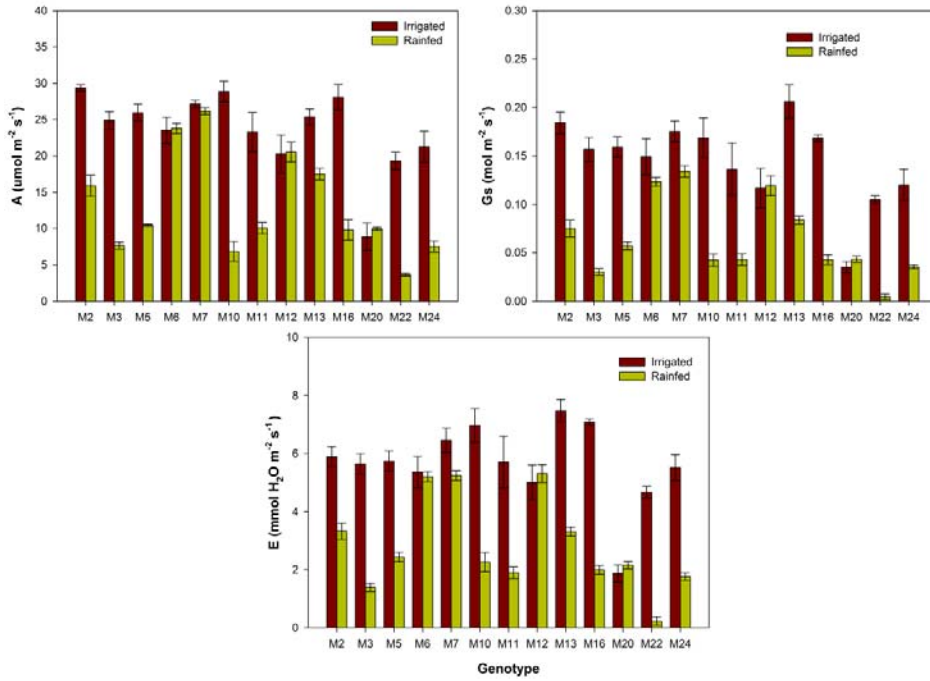 40
35
30
25
20
15
10
5
0
A (umol m⁻² s⁻¹)
Irrigated
Rainfed
M2 M3 M5 M6 M7 M10 M11 M12 M13 M16 M20 M22 M24
0.30
0.25
0.20
0.15
0.10
0.05
0.00
Gs (mol m⁻² s⁻¹)
Irrigated
Rainfed
M2 M3 M5 M6 M7 M10 M11 M12 M13 M16 M20 M22 M24
10
8
6
4
2
0
E (mmol H₂O m⁻² s⁻¹)
Irrigated
Rainfed
M2 M3 M5 M6 M7 M10 M11 M12 M13 M16 M20 M22 M24
Genotype